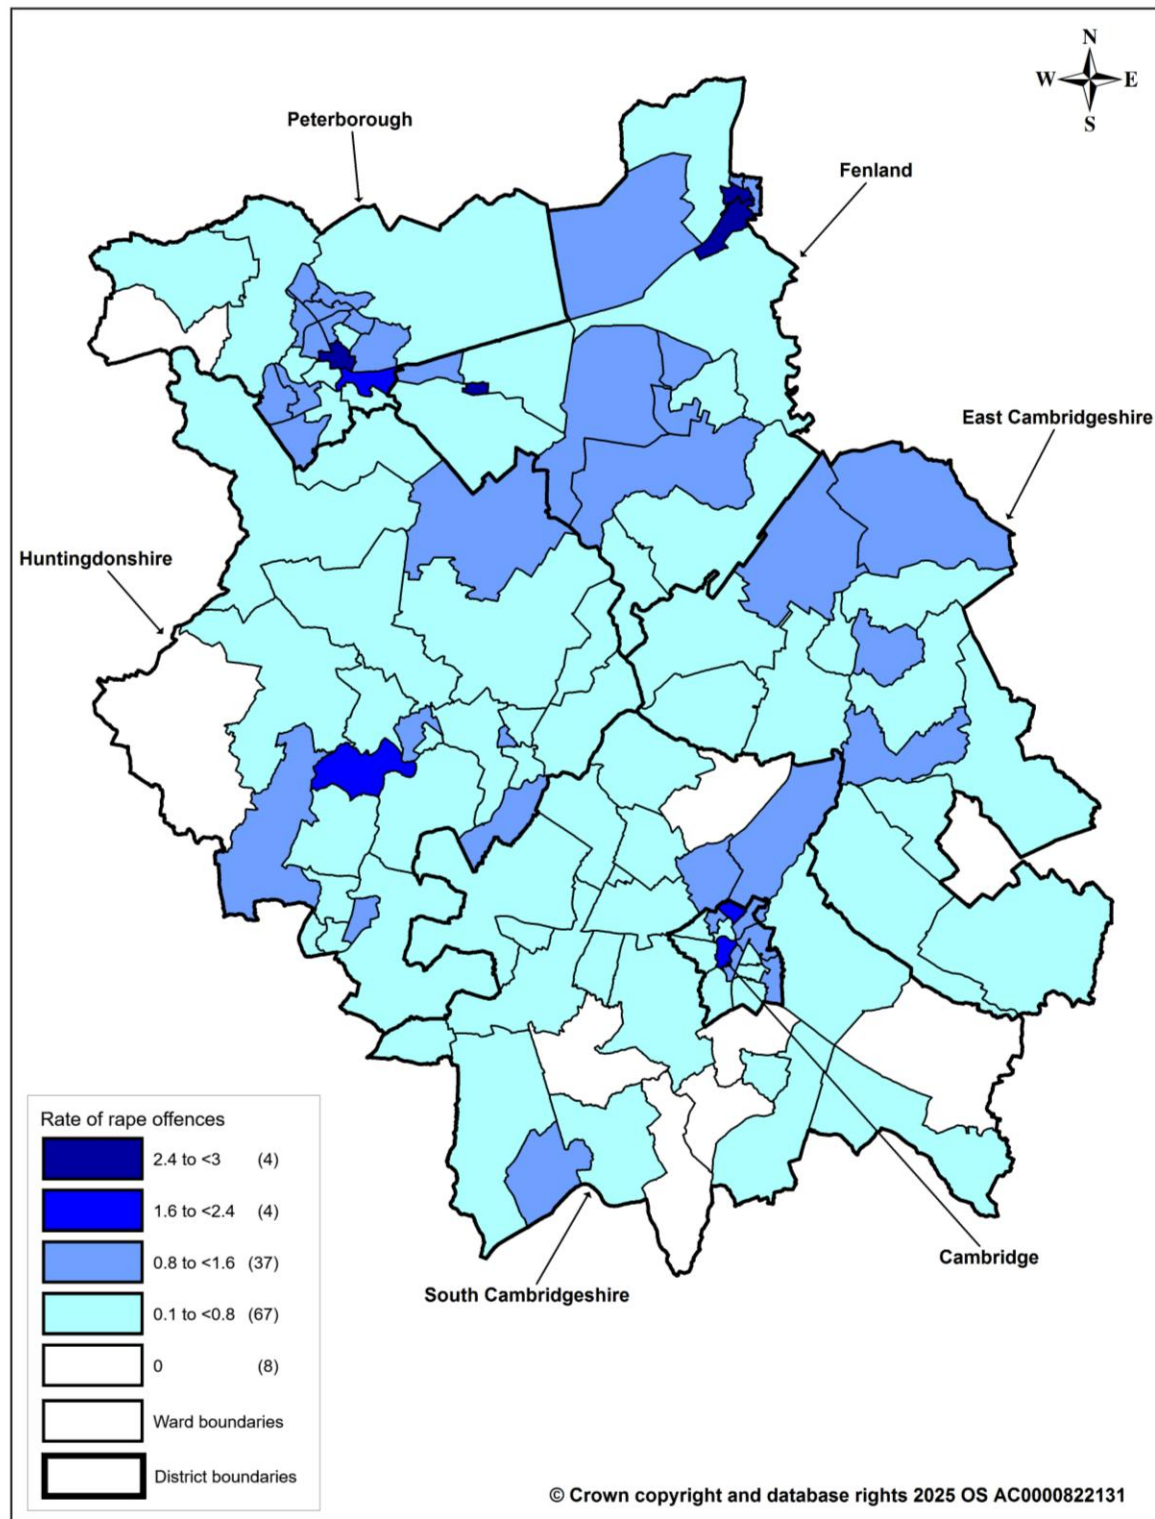 N
W E
S
Peterborough
Fenland
East Cambridgeshire
Huntingdonshire
Rate of rape offences
2.4 to <3 (4)
1.6 to <2.4 (4)
0.8 to <1.6 (37)
0.1 to <0.8 (67)
0 (8)
Ward boundaries
District boundaries
Cambridge
South Cambridgeshire
© Crown copyright and database rights 2025 OS AC0000822131